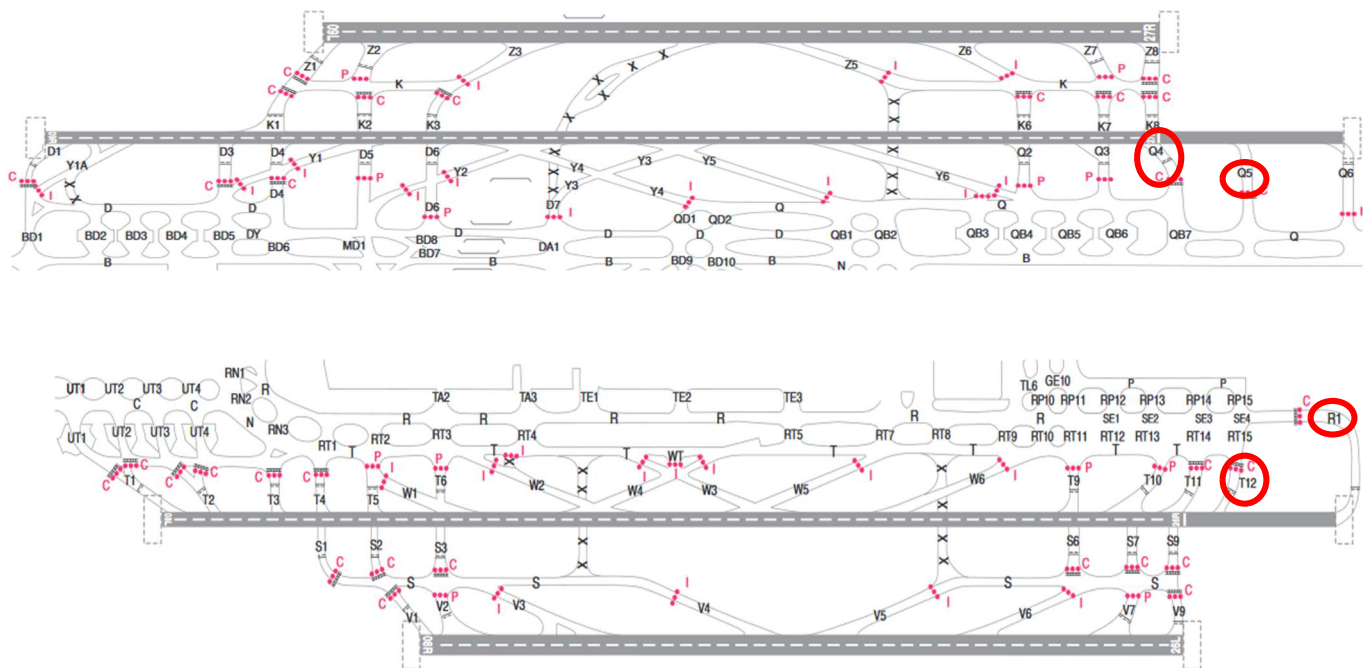 Z2 Z3 Z6 Z7 Z8
09L 27R
Z1 Z5
C P K I I I K P C
C C C C C C
X X X X X X
K1 K2 K3 K6 K7 K8
D1 D3 D4 D5 D6 Q2 Q3 Q4
Y1A Y1 Y2 Y4 Y3 Y5 Y6 Q5 Q6
C X I I P I I Y3 I P P C C
D4 D6 Y4 I I
D D P D7 I QD1 QD2 Q Q I
BD1 BD2 BD3 BD4 BD5 DY BD6 MD1 BD8 D DA1 D D D QB1 QB2 QB3 QB4 QB5 QB6 QB7 Q
BD7
B B B BD9 BD10 B N B
UT1 UT2 UT3 UT4 RN1 R TA2 TA3 TE1 TE2 TE3 TL6 GE10 P P
C C RN2 RP10 RP11 RP12 RP13 RP14 RP15 C
N RN3 R R R R R SE1 SE2 SE3 SE4 R1
UT1 UT2 UT3 UT4 RT1 RT2 RT3 RT4 RT5 RT7 RT8 RT9 RT10 RT11 RT12 RT13 RT14 RT15
T T T WT T T T T
C C C C C P I P I X I I I I I P P C C
T1 T2 T3 T4 T5 W1 T6 W2 W4 W3 W5 W6 T9 T10 T11 T12
08L 26R
S1 S2 S3 X X X X S6 S7 S9
C C C S S I I S I S C C C
C V1 V2 P I V3 V4 V5 V6 P V7 V9
08R 26L